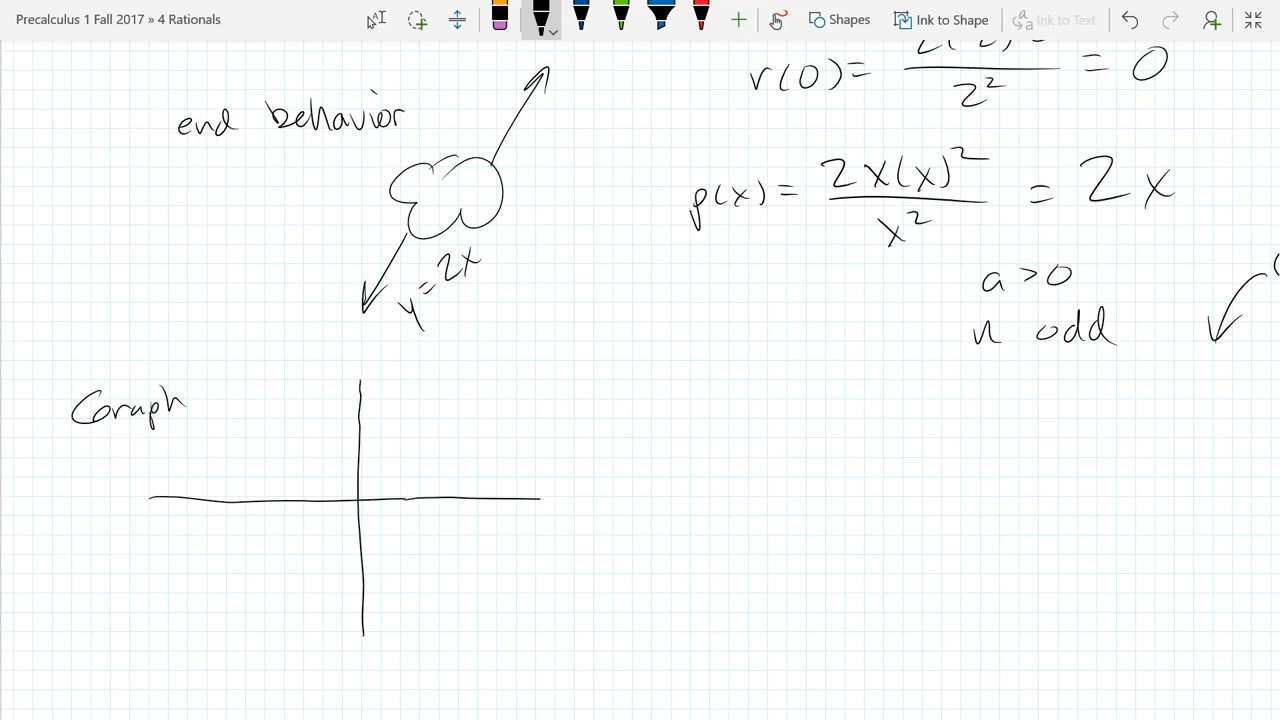 Precalculus 1 Fall 2017 » 4 Rationals
Shapes
Ink to Shape
Ink to Text
r(0) =
2²
= 0
end behavior
p(x) = 2x(x)² / x² = 2x
y = 2x
a > 0
n odd
Graph